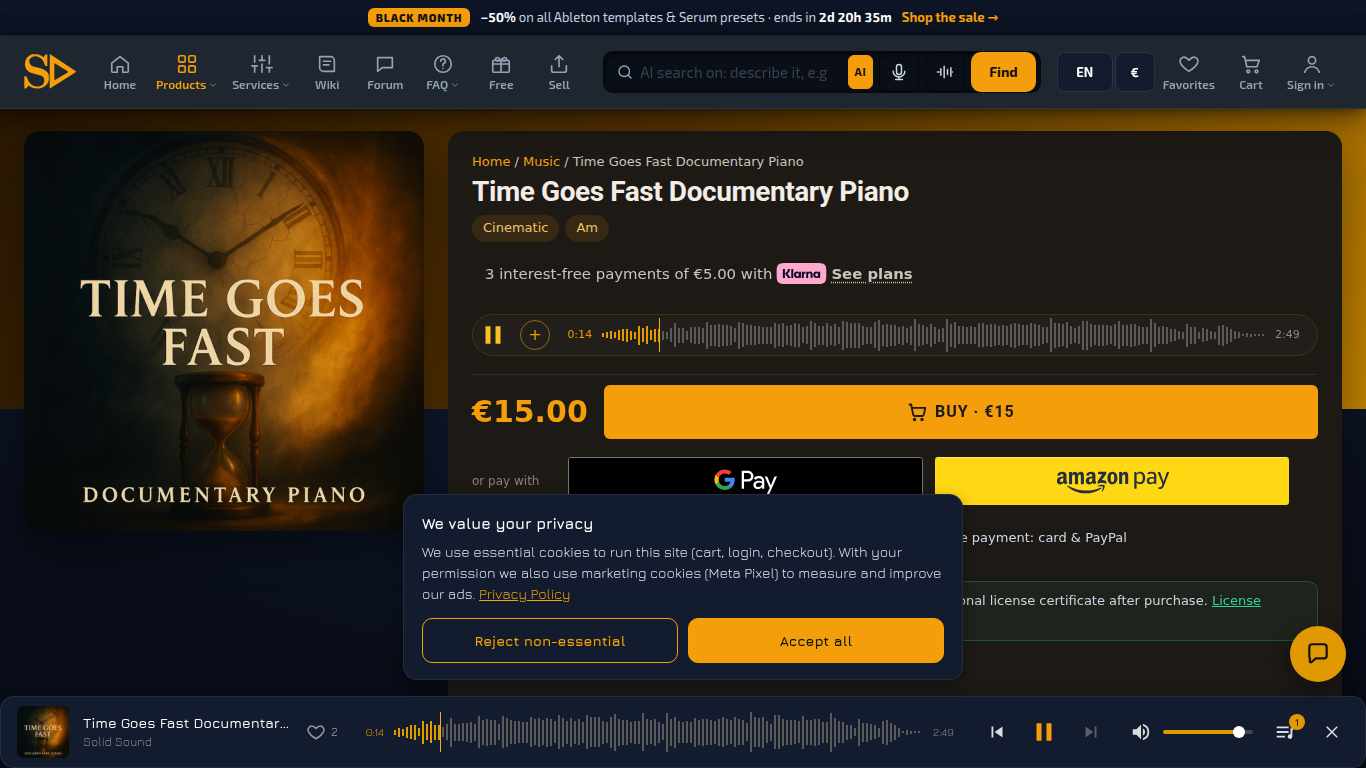 BLACK MONTH −50% on all Ableton templates & Serum presets · ends in 2d 20h 35m Shop the sale →
SD
Home
Products
Services
Wiki
Forum
FAQ
Free
Sell
AI search on: describe it, e.g
AI
Find
EN
€
Favorites
Cart
Sign in
TIME GOES
FAST
DOCUMENTARY PIANO
Home / Music / Time Goes Fast Documentary Piano
Time Goes Fast Documentary Piano
Cinematic
Am
3 interest-free payments of €5.00 with Klarna See plans
0:14
2:49
€15.00
BUY · €15
or pay with
G Pay
amazon pay
payment: card & PayPal
license certificate after purchase. License
We value your privacy
We use essential cookies to run this site (cart, login, checkout). With your
permission we also use marketing cookies (Meta Pixel) to measure and improve
our ads. Privacy Policy
Reject non-essential
Accept all
TIME GOES
FAST
Time Goes Fast Documentar...
Solid Sound
2
0:14
2:49
1